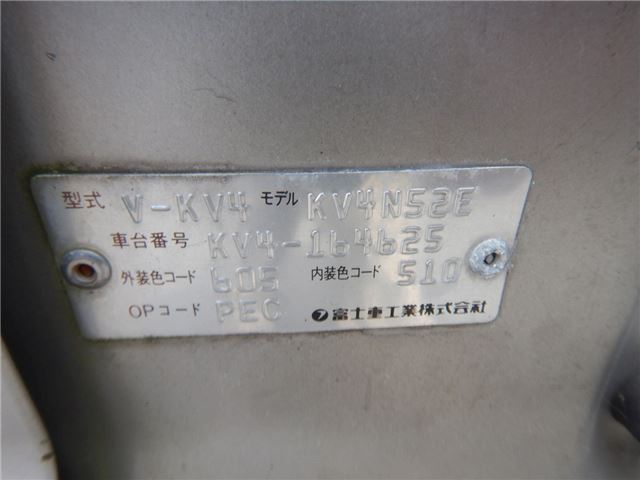 型式 V-KV4 モデル KV4N52E
車台番号 KV4-164625
外装色コード 605 内装色コード 510
OPコード PEC 富士重工業株式会社